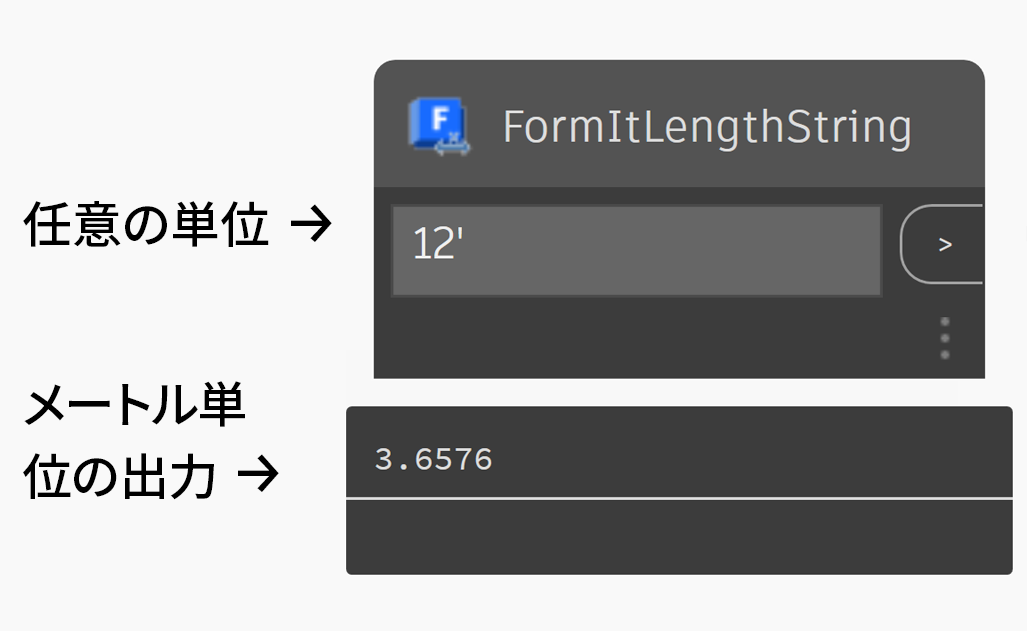 FormItLengthString
任意の単位 →
12'
>
メートル単
位の出力 →
3.6576